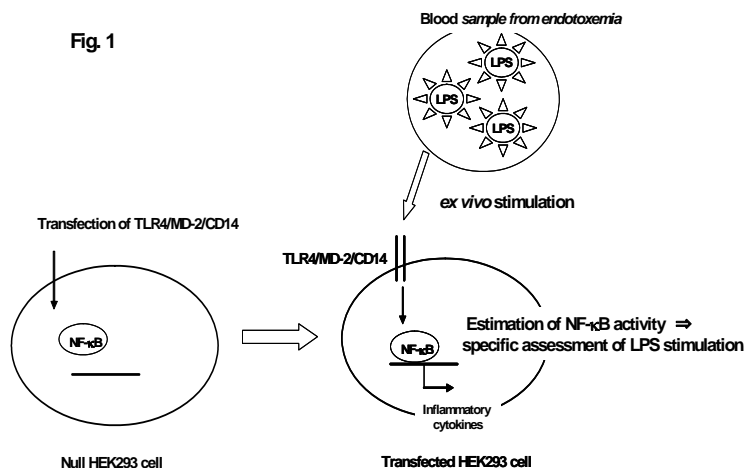 Fig. 1
Blood sample from endotoxemia
LPS
LPS
LPS
ex vivo stimulation
Transfection of TLR4/MD-2/CD14
TLR4/MD-2/CD14
NF-κB
NF-κB
Estimation of NF-κB activity ⇒
specific assessment of LPS stimulation
Inflammatory
cytokines
Null HEK293 cell
Transfected HEK293 cell